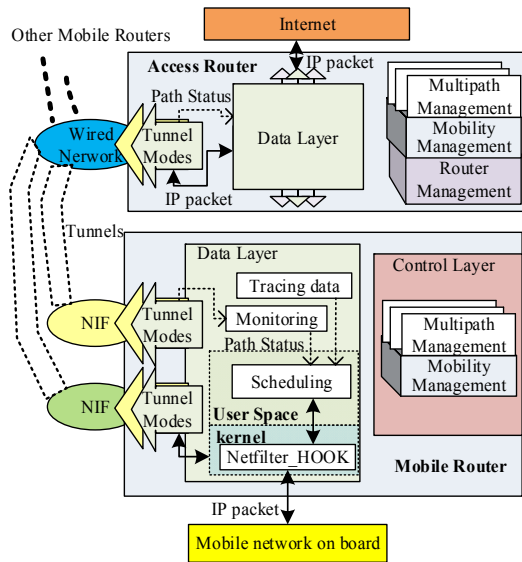 Internet
Other Mobile Routers
IP packet
Access Router
Path Status
Multipath
Management
Wired
Nerwork
Tunnel
Modes
Data Layer
Mobility
Management
Router
Management
IP packet
Tunnels
Data Layer
Control Layer
Tracing data
NIF
Tunnel
Modes
Monitoring
Multipath
Management
Path Status
Mobility
Management
Scheduling
NIF
Tunnel
Modes
User Space
kernel
Netfilter_HOOK
Mobile Router
IP packet
Mobile network on board